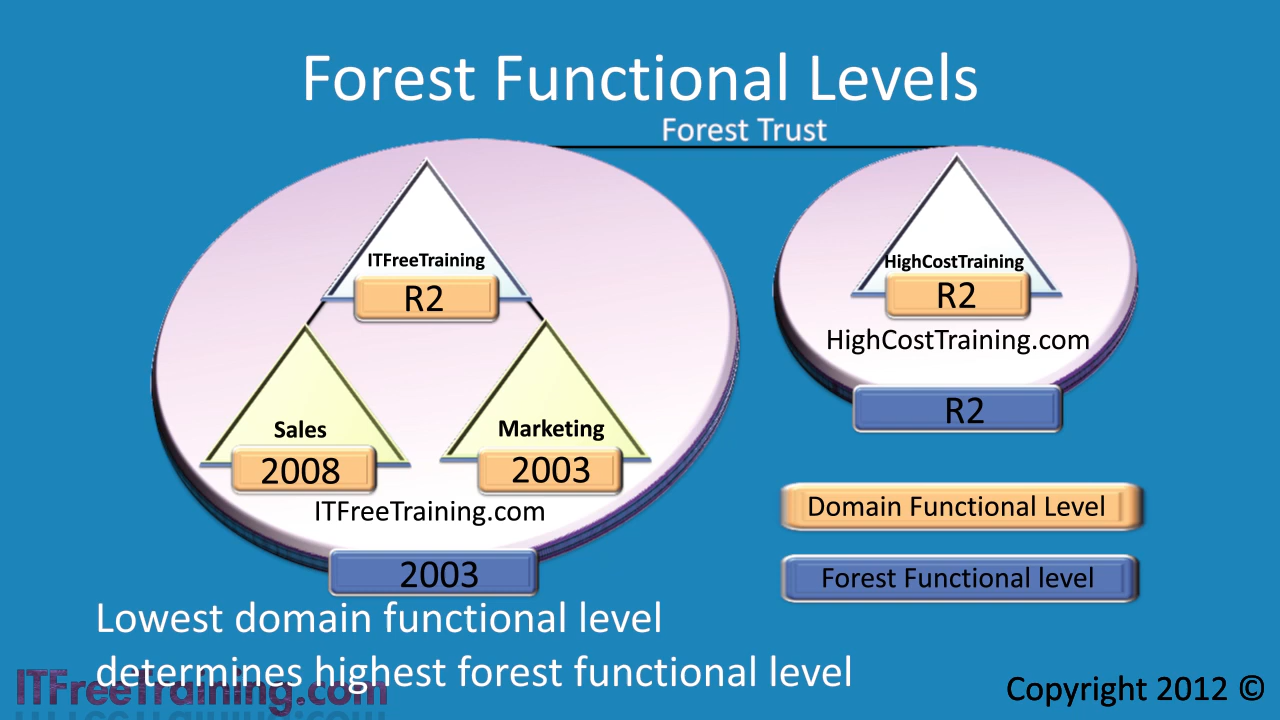 Forest Functional Levels
Forest Trust
ITFreeTraining
R2
Sales
2008
Marketing
2003
ITFreeTraining.com
2003
HighCostTraining
R2
HighCostTraining.com
R2
Domain Functional Level
Forest Functional level
Lowest domain functional level
determines highest forest functional level
ITFreeTraining.com
Copyright 2012 ©